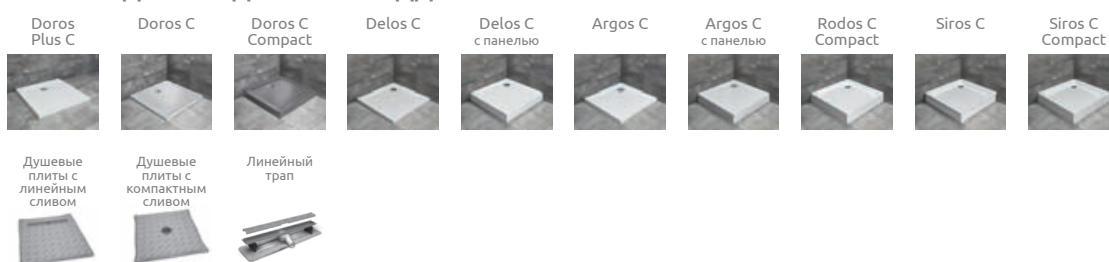 Doros
Plus C
Doros C
Doros C
Compact
Delos C
Delos C
с панелью
Argos C
Argos C
с панелью
Rodos C
Compact
Siros C
Siros C
Compact
Душевые
плиты с
линейным
сливом
Душевые
плиты с
компактным
сливом
Линейный
трап